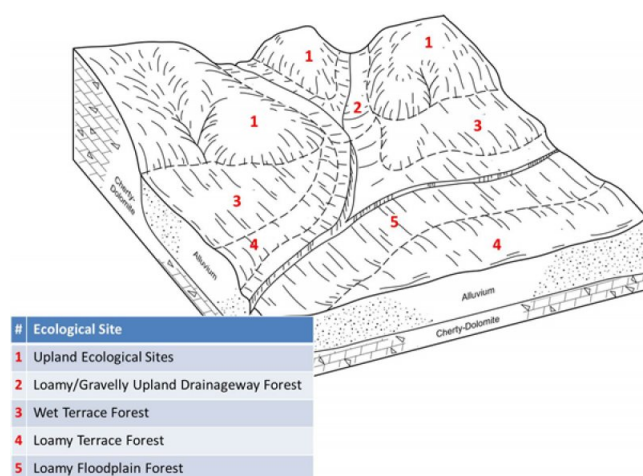 1
1
1
2
3
3
4
5
4
Cherty-
Dolomite
Alluvium
Alluvium
Cherty-Dolomite
# Ecological Site
1 Upland Ecological Sites
2 Loamy/Gravelly Upland Drainageway Forest
3 Wet Terrace Forest
4 Loamy Terrace Forest
5 Loamy Floodplain Forest